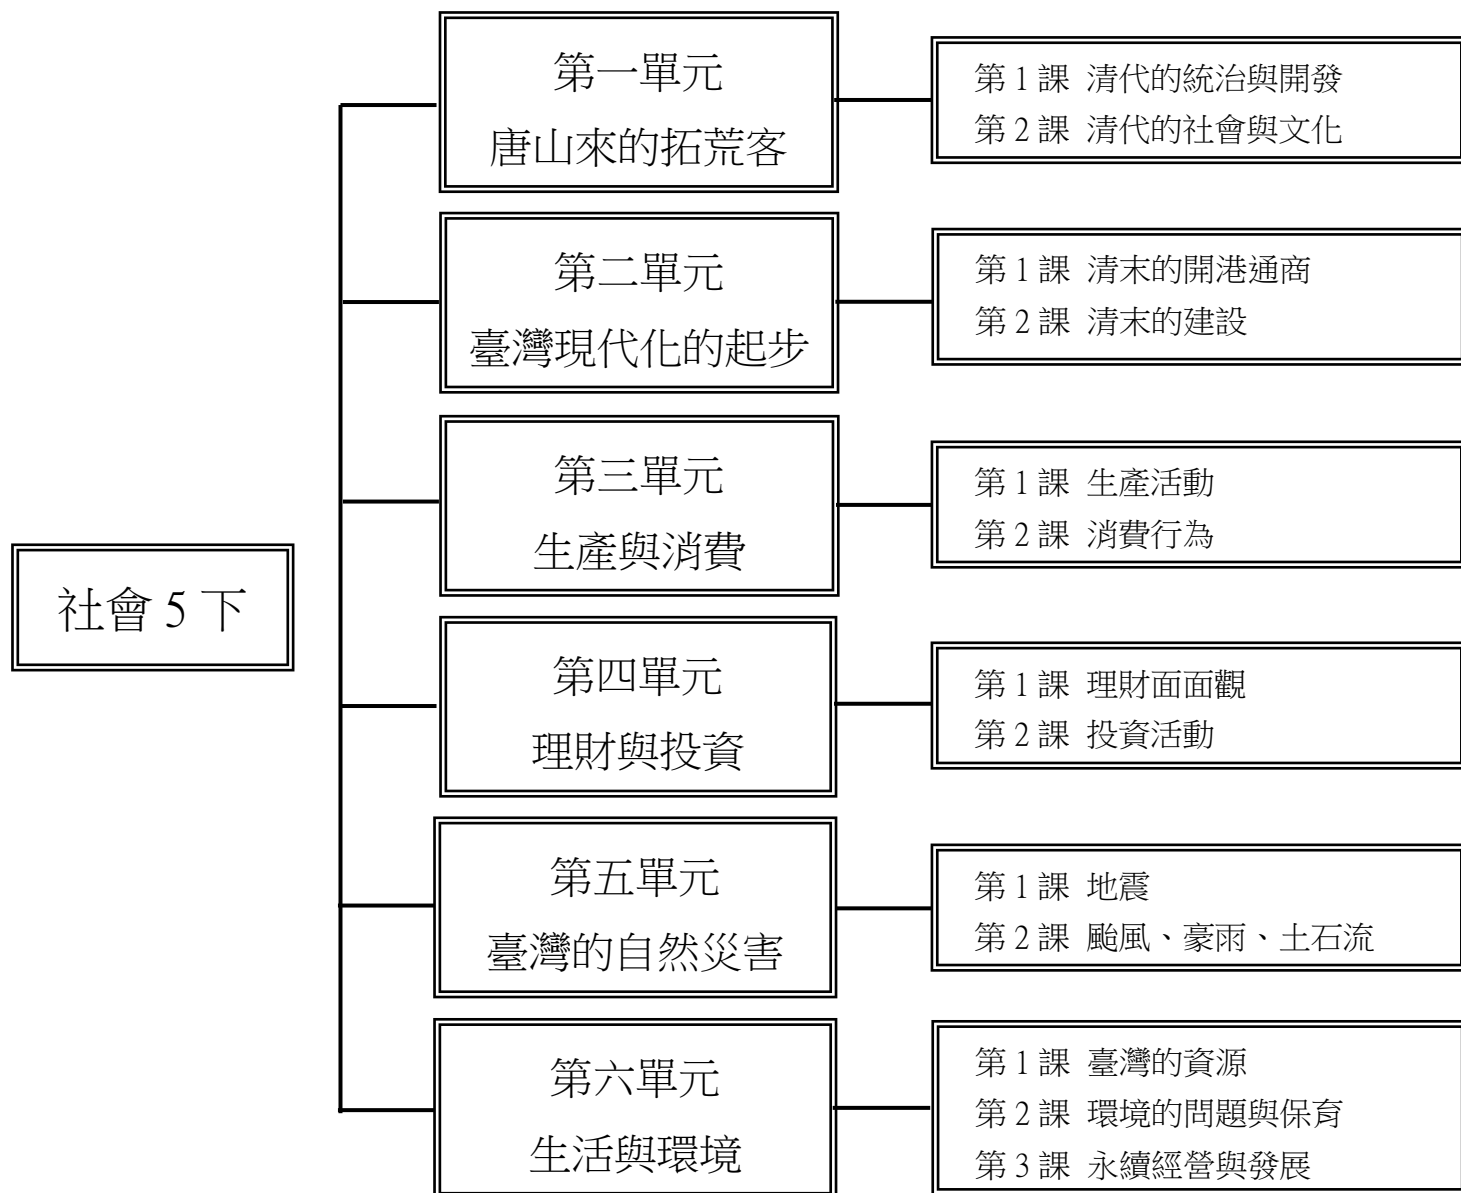 社會 5 下
第一單元
唐山來的拓荒客
第 1 課 清代的統治與開發
第 2 課 清代的社會與文化
第二單元
臺灣現代化的起步
第 1 課 清末的開港通商
第 2 課 清末的建設
第三單元
生產與消費
第 1 課 生產活動
第 2 課 消費行為
第四單元
理財與投資
第 1 課 理財面面觀
第 2 課 投資活動
第五單元
臺灣的自然災害
第 1 課 地震
第 2 課 颱風、豪雨、土石流
第六單元
生活與環境
第 1 課 臺灣的資源
第 2 課 環境的問題與保育
第 3 課 永續經營與發展